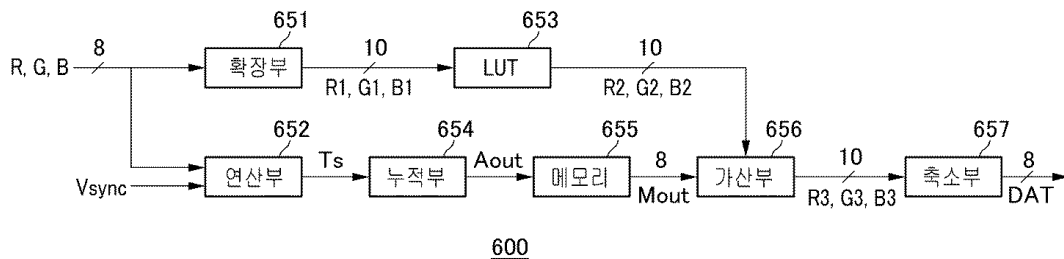 651
653
8
10
10
R, G, B
확장부
LUT
R1, G1, B1
R2, G2, B2
652
654
655
656
657
Ts
Aout
8
10
8
연산부
누적부
메모리
가산부
축소부
Vsync
Mout
R3, G3, B3
DAT
600